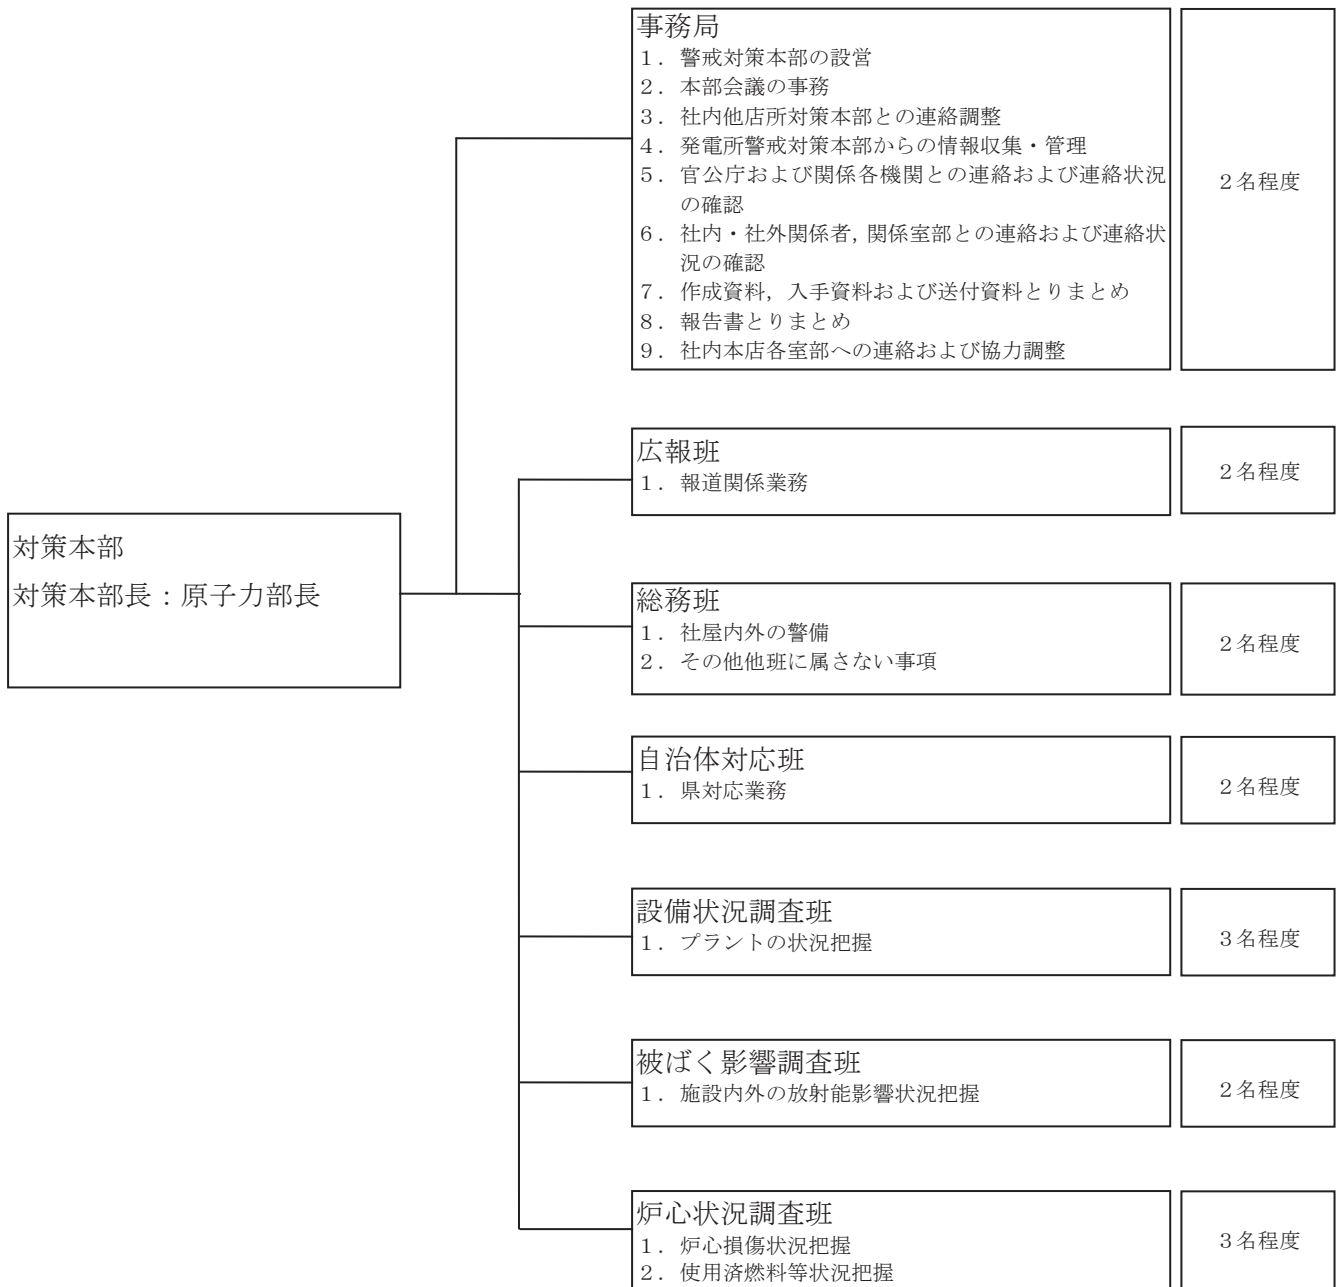 事務局
１．警戒対策本部の設営
２．本部会議の事務
３．社内他店所対策本部との連絡調整
４．発電所警戒対策本部からの情報収集・管理
５．官公庁および関係各機関との連絡および連絡状況
の確認
６．社内・社外関係者，関係室部との連絡および連絡状
況の確認
７．作成資料，入手資料および送付資料とりまとめ
８．報告書とりまとめ
９．社内本店各室部への連絡および協力調整
２名程度
広報班
１．報道関係業務
２名程度
対策本部
対策本部長：原子力部長
総務班
１．社屋内外の警備
２．その他他班に属さない事項
２名程度
自治体対応班
１．県対応業務
２名程度
設備状況調査班
１．プラントの状況把握
３名程度
被ばく影響調査班
１．施設内外の放射能影響状況把握
２名程度
炉心状況調査班
１．炉心損傷状況把握
２．使用済燃料等状況把握
３名程度